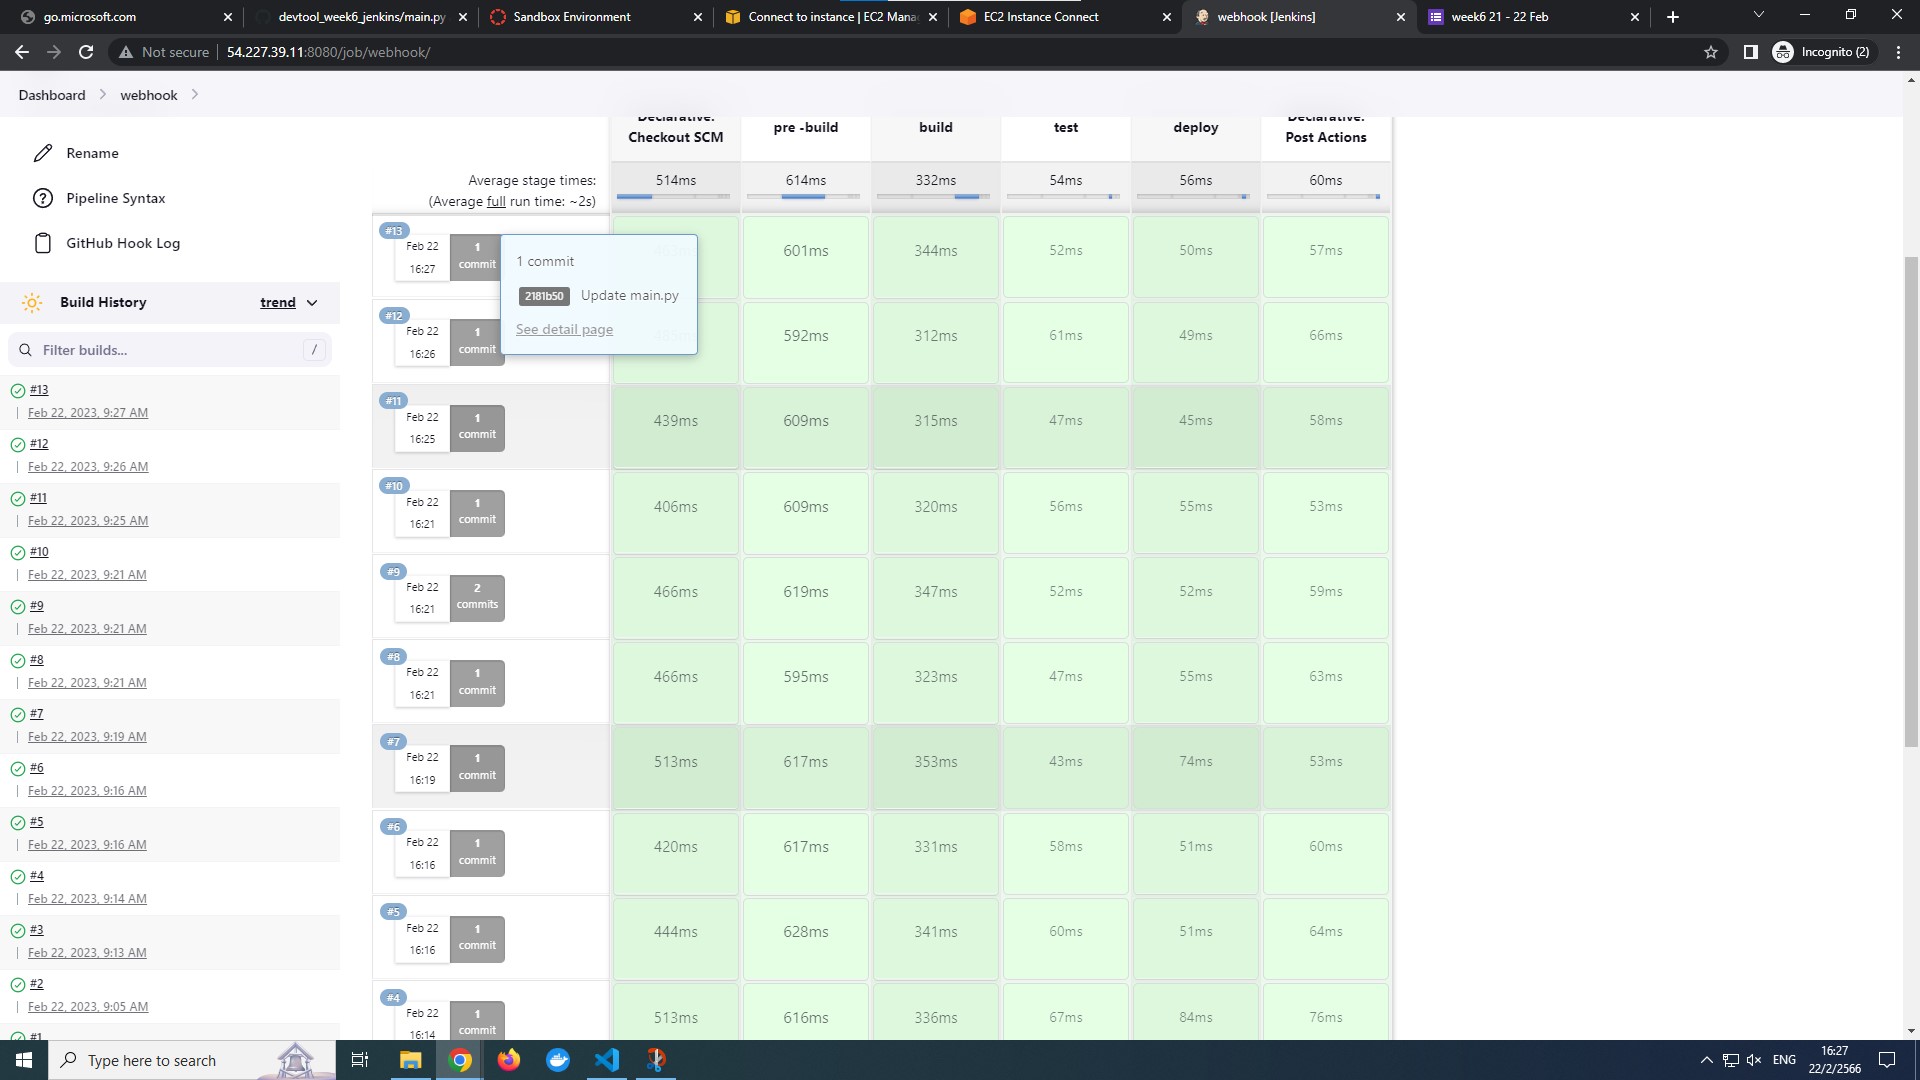 go.microsoft.com
devtool_week6_jenkins/main.py
Sandbox Environment
Connect to instance | EC2 Mana
EC2 Instance Connect
webhook [Jenkins]
week6 21 - 22 Feb
Not secure
54.227.39.11:8080/job/webhook/
Incognito (2)
Dashboard
webhook
Rename
Pipeline Syntax
GitHub Hook Log
Build History
trend
Filter builds...
/
#13
Feb 22, 2023, 9:27 AM
#12
Feb 22, 2023, 9:26 AM
#11
Feb 22, 2023, 9:25 AM
#10
Feb 22, 2023, 9:21 AM
#9
Feb 22, 2023, 9:21 AM
#8
Feb 22, 2023, 9:21 AM
#7
Feb 22, 2023, 9:19 AM
#6
Feb 22, 2023, 9:16 AM
#5
Feb 22, 2023, 9:16 AM
#4
Feb 22, 2023, 9:14 AM
#3
Feb 22, 2023, 9:13 AM
#2
Feb 22, 2023, 9:05 AM
#1
Declarative:
Checkout SCM
pre -build
build
test
deploy
Declarative:
Post Actions
Average stage times:
(Average full run time: ~2s)
514ms
614ms
332ms
54ms
56ms
60ms
#13
Feb 22
16:27
1
commit
601ms
344ms
52ms
50ms
57ms
1 commit
2181b50 Update main.py
See detail page
#12
Feb 22
16:26
1
commit
592ms
312ms
61ms
49ms
66ms
#11
Feb 22
16:25
1
commit
439ms
609ms
315ms
47ms
45ms
58ms
#10
Feb 22
16:21
1
commit
406ms
609ms
320ms
56ms
55ms
53ms
#9
Feb 22
16:21
2
commits
466ms
619ms
347ms
52ms
52ms
59ms
#8
Feb 22
16:21
1
commit
466ms
595ms
323ms
47ms
55ms
63ms
#7
Feb 22
16:19
1
commit
513ms
617ms
353ms
43ms
74ms
53ms
#6
Feb 22
16:16
1
commit
420ms
617ms
331ms
58ms
51ms
60ms
#5
Feb 22
16:16
1
commit
444ms
628ms
341ms
60ms
51ms
64ms
#4
Feb 22
16:14
1
commit
513ms
616ms
336ms
67ms
84ms
76ms
Type here to search
ENG
16:27
22/2/2566